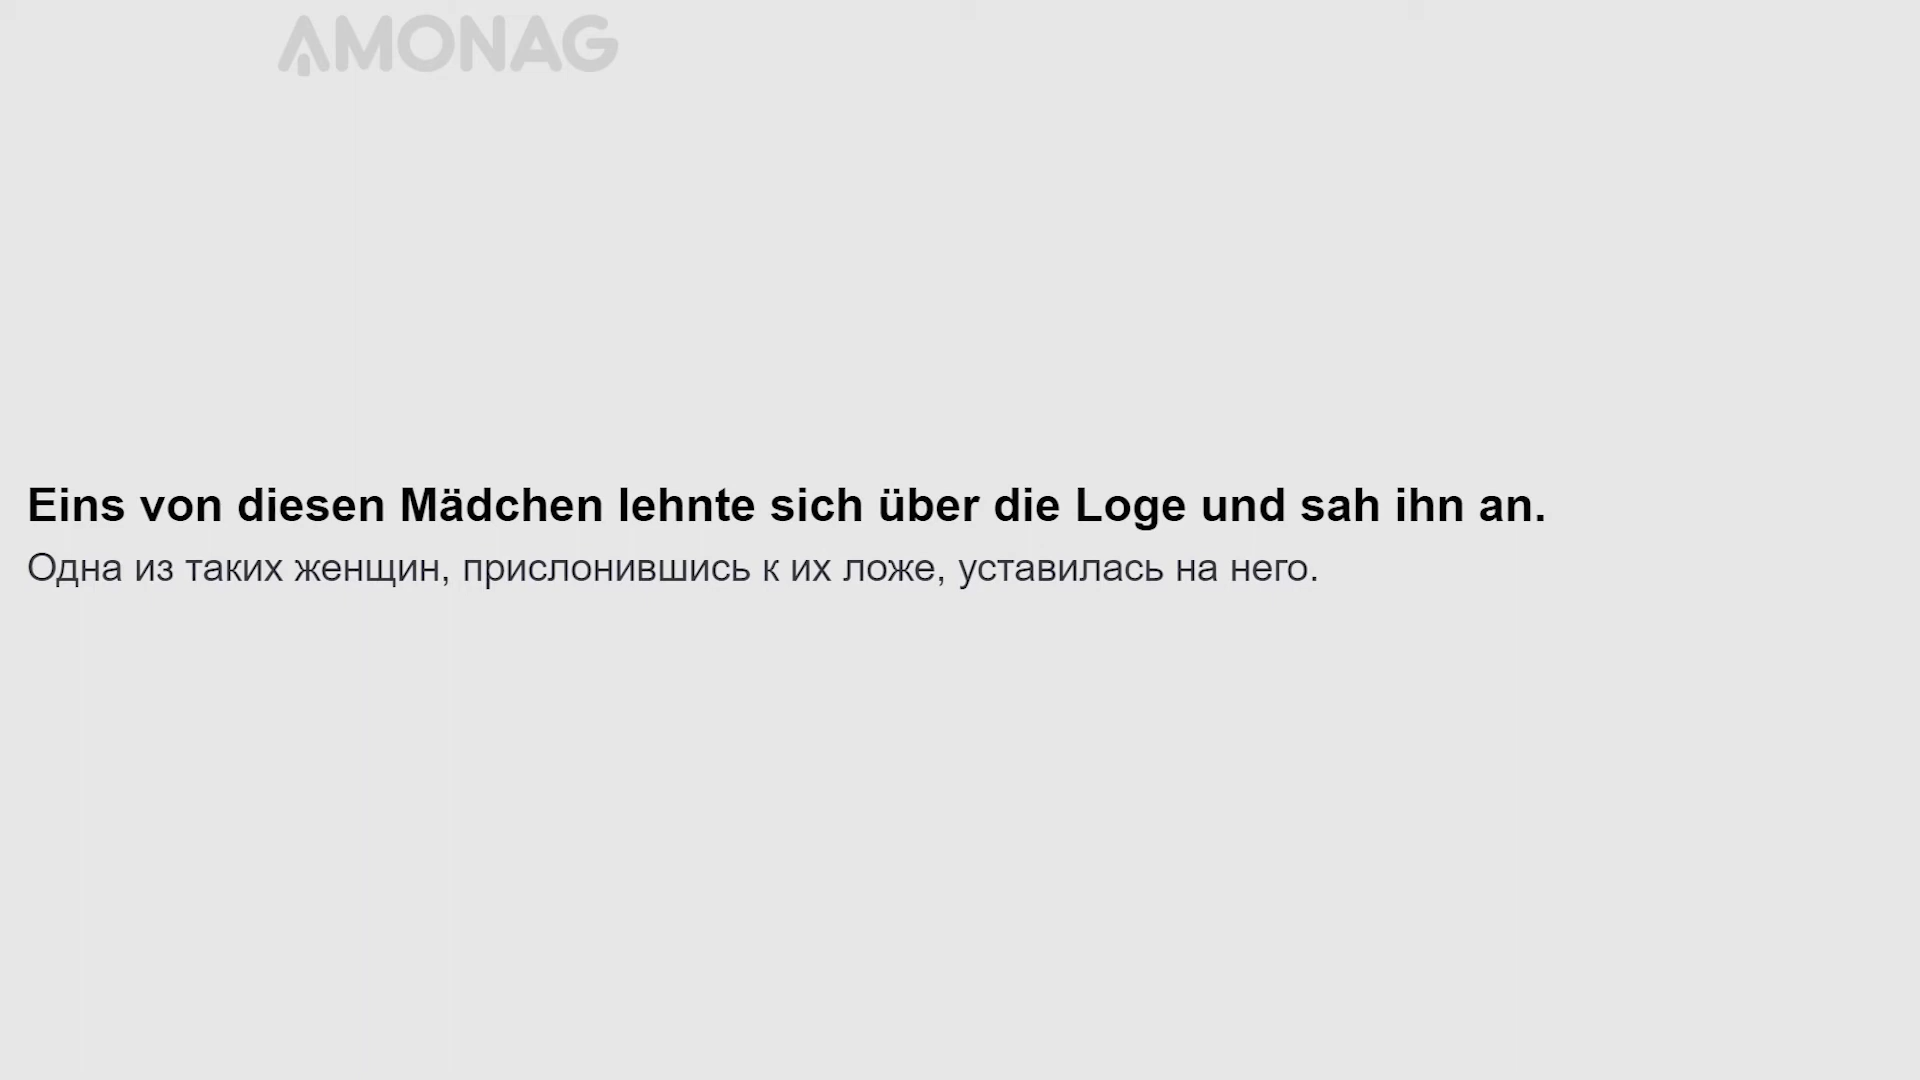 AMONAG
Eins von diesen Mädchen lehnte sich über die Loge und sah ihn an.
Одна из таких женщин, прислонившись к их ложе, уставилась на него.